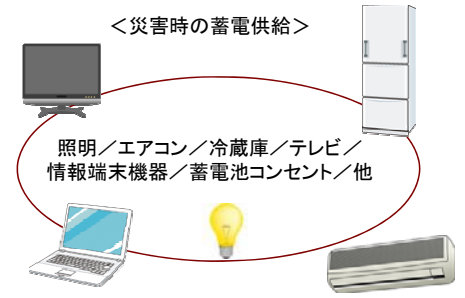 ＜災害時の蓄電供給＞
照明／エアコン／冷蔵庫／テレビ／
情報端末機器／蓄電池コンセント／他